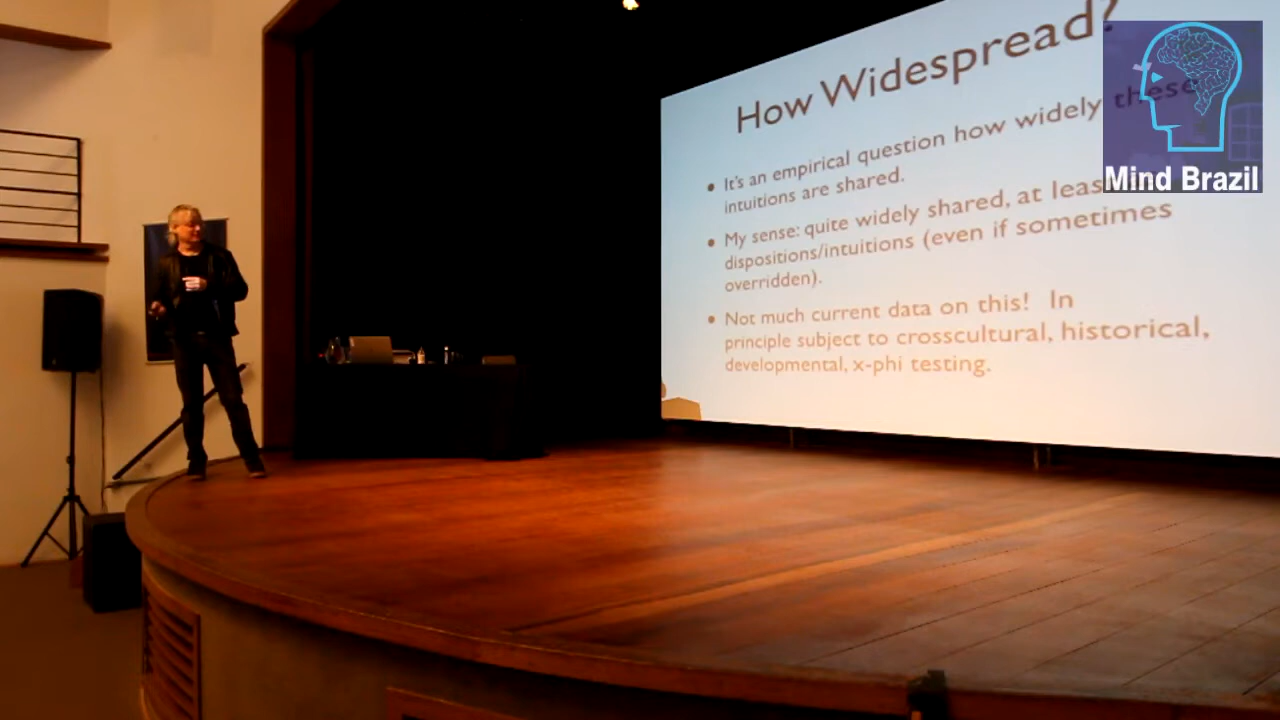 How Widespread?
• It's an empirical question how widely these
intuitions are shared.
• My sense: quite widely shared, at least
dispositions/intuitions (even if sometimes
overridden).
• Not much current data on this! In
principle subject to crosscultural, historical,
developmental, x-phi testing.
Mind Brazil